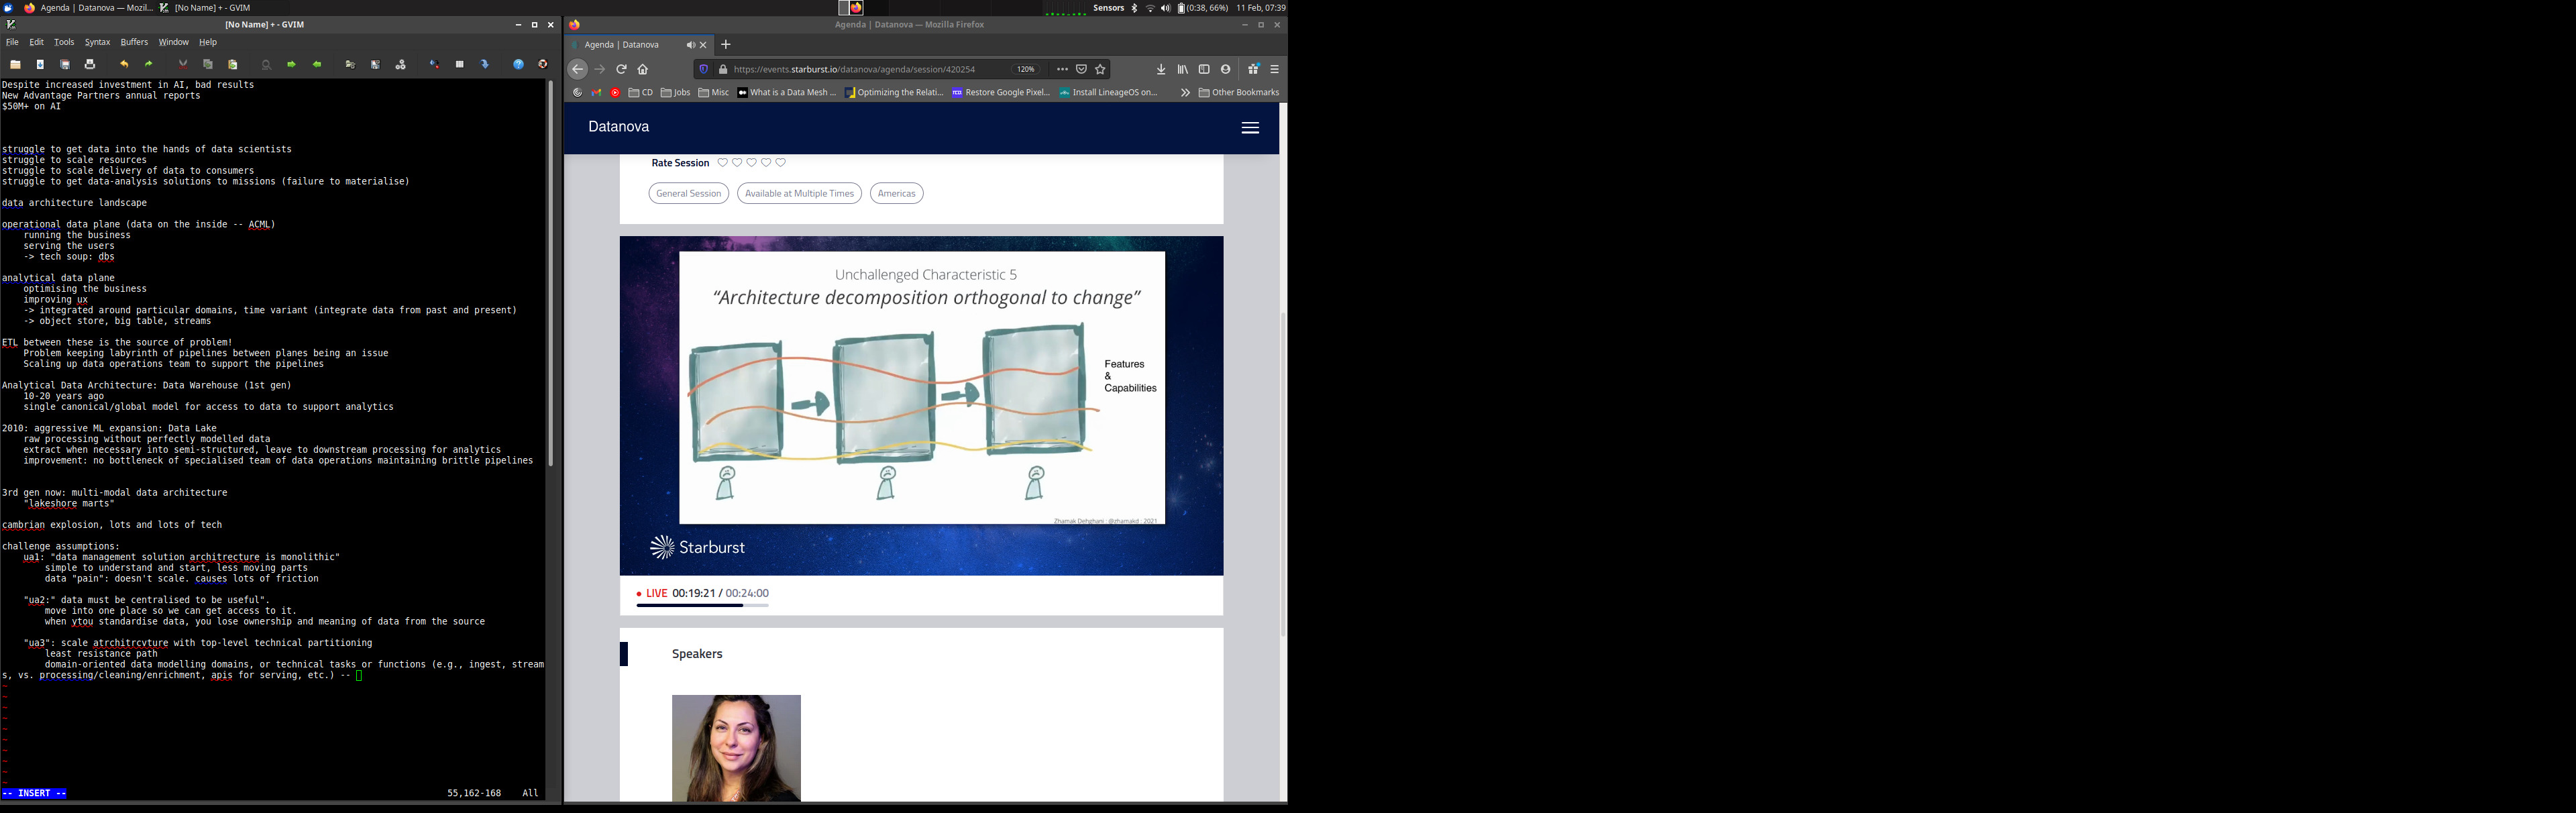 Agenda | Datanova — Mozil...
[No Name] + - GVIM
Sensors
(0:38, 66%)
11 Feb, 07:39
[No Name] + - GVIM
File Edit Tools Syntax Buffers Window Help
Despite increased investment in AI, bad results
New Advantage Partners annual reports
$50M+ on AI
struggle to get data into the hands of data scientists
struggle to scale resources
struggle to scale delivery of data to consumers
struggle to get data-analysis solutions to missions (failure to materialise)
data architecture landscape
operational data plane (data on the inside -- ACML)
running the business
serving the users
-> tech soup: dbs
analytical data plane
optimising the business
improving ux
-> integrated around particular domains, time variant (integrate data from past and present)
-> object store, big table, streams
ETL between these is the source of problem!
Problem keeping labyrinth of pipelines between planes being an issue
Scaling up data operations team to support the pipelines
Analytical Data Architecture: Data Warehouse (1st gen)
10-20 years ago
single canonical/global model for access to data to support analytics
2010: aggressive ML expansion: Data Lake
raw processing without perfectly modelled data
extract when necessary into semi-structured, leave to downstream processing for analytics
improvement: no bottleneck of specialised team of data operations maintaining brittle pipelines
3rd gen now: multi-modal data architecture
"lakeshore marts"
cambrian explosion, lots and lots of tech
challenge assumptions:
ua1: "data management solution architrecture is monolithic"
simple to understand and start, less moving parts
data "pain": doesn't scale. causes lots of friction
"ua2:" data must be centralised to be useful".
move into one place so we can get access to it.
when ytou standardise data, you lose ownership and meaning of data from the source
"ua3": scale atrchitrcvture with top-level technical partitioning
least resistance path
domain-oriented data modelling domains, or technical tasks or functions (e.g., ingest, stream
s, vs. processing/cleaning/enrichment, apis for serving, etc.) --
~
~
~
~
~
~
~
~
~
~
-- INSERT --
55,162-168 All
Agenda | Datanova — Mozilla Firefox
Agenda | Datanova
https://events.starburst.io/datanova/agenda/session/420254
120%
CD
Jobs
Misc
What is a Data Mesh ...
Optimizing the Relati...
Restore Google Pixel...
Install LineageOS on...
Other Bookmarks
Datanova
Rate Session
General Session
Available at Multiple Times
Americas
Unchallenged Characteristic 5
“Architecture decomposition orthogonal to change”
Features
&
Capabilities
Zhamak Dehghani : @zhamakd : 2021
Starburst
LIVE 00:19:21 / 00:24:00
Speakers